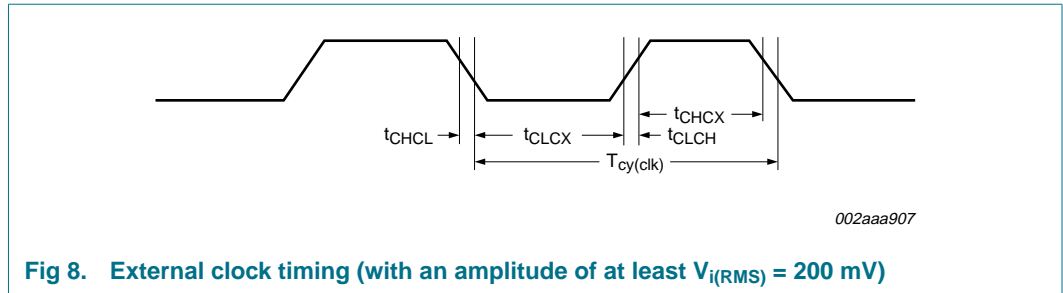 tCHCX
tCHCL tCLCX tCLCH
Tcy(clk)
002aaa907
Fig 8. External clock timing (with an amplitude of at least Vi(RMS) = 200 mV)